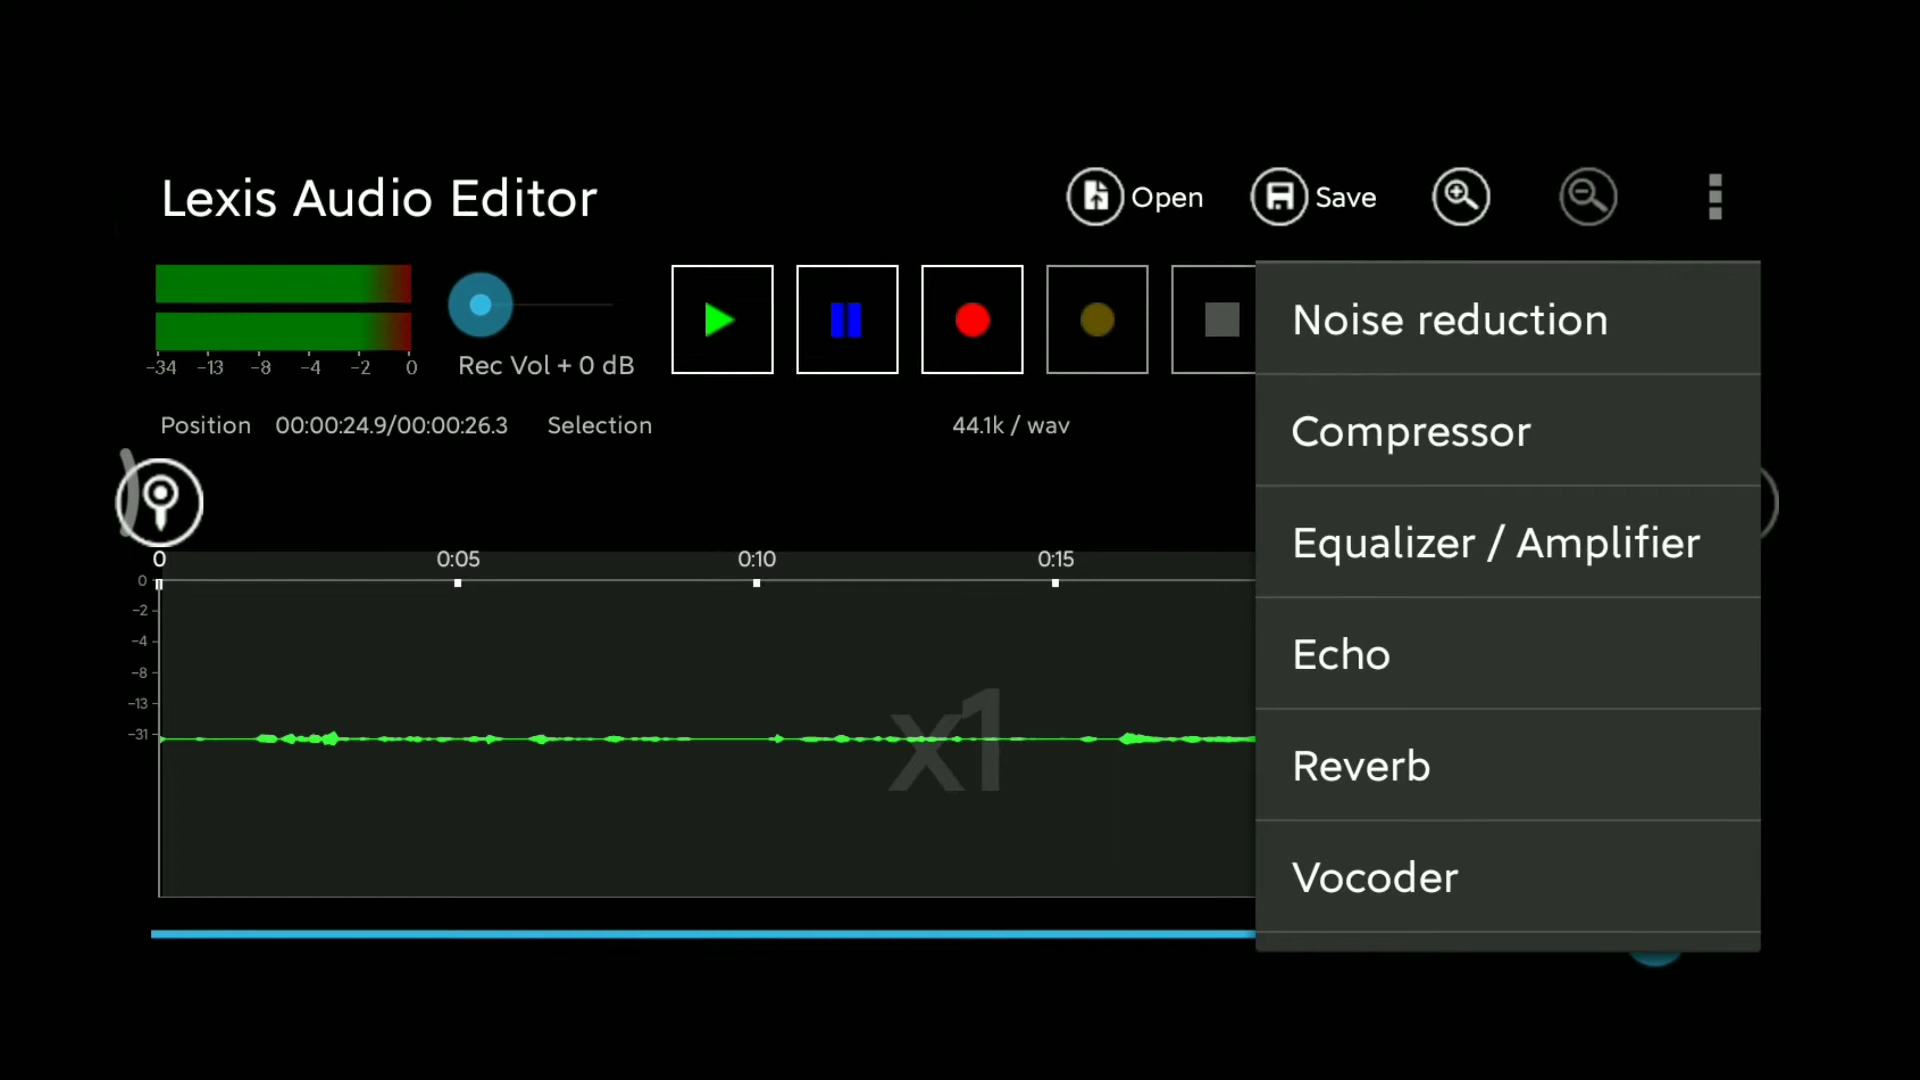 Lexis Audio Editor
Open
Save
-34 -13 -8 -4 -2 0
Rec Vol + 0 dB
Position 00:00:24.9/00:00:26.3 Selection 44.1k / wav
0 0:05 0:10 0:15
0
-2
-4
-8
-13
-31
x1
Noise reduction
Compressor
Equalizer / Amplifier
Echo
Reverb
Vocoder